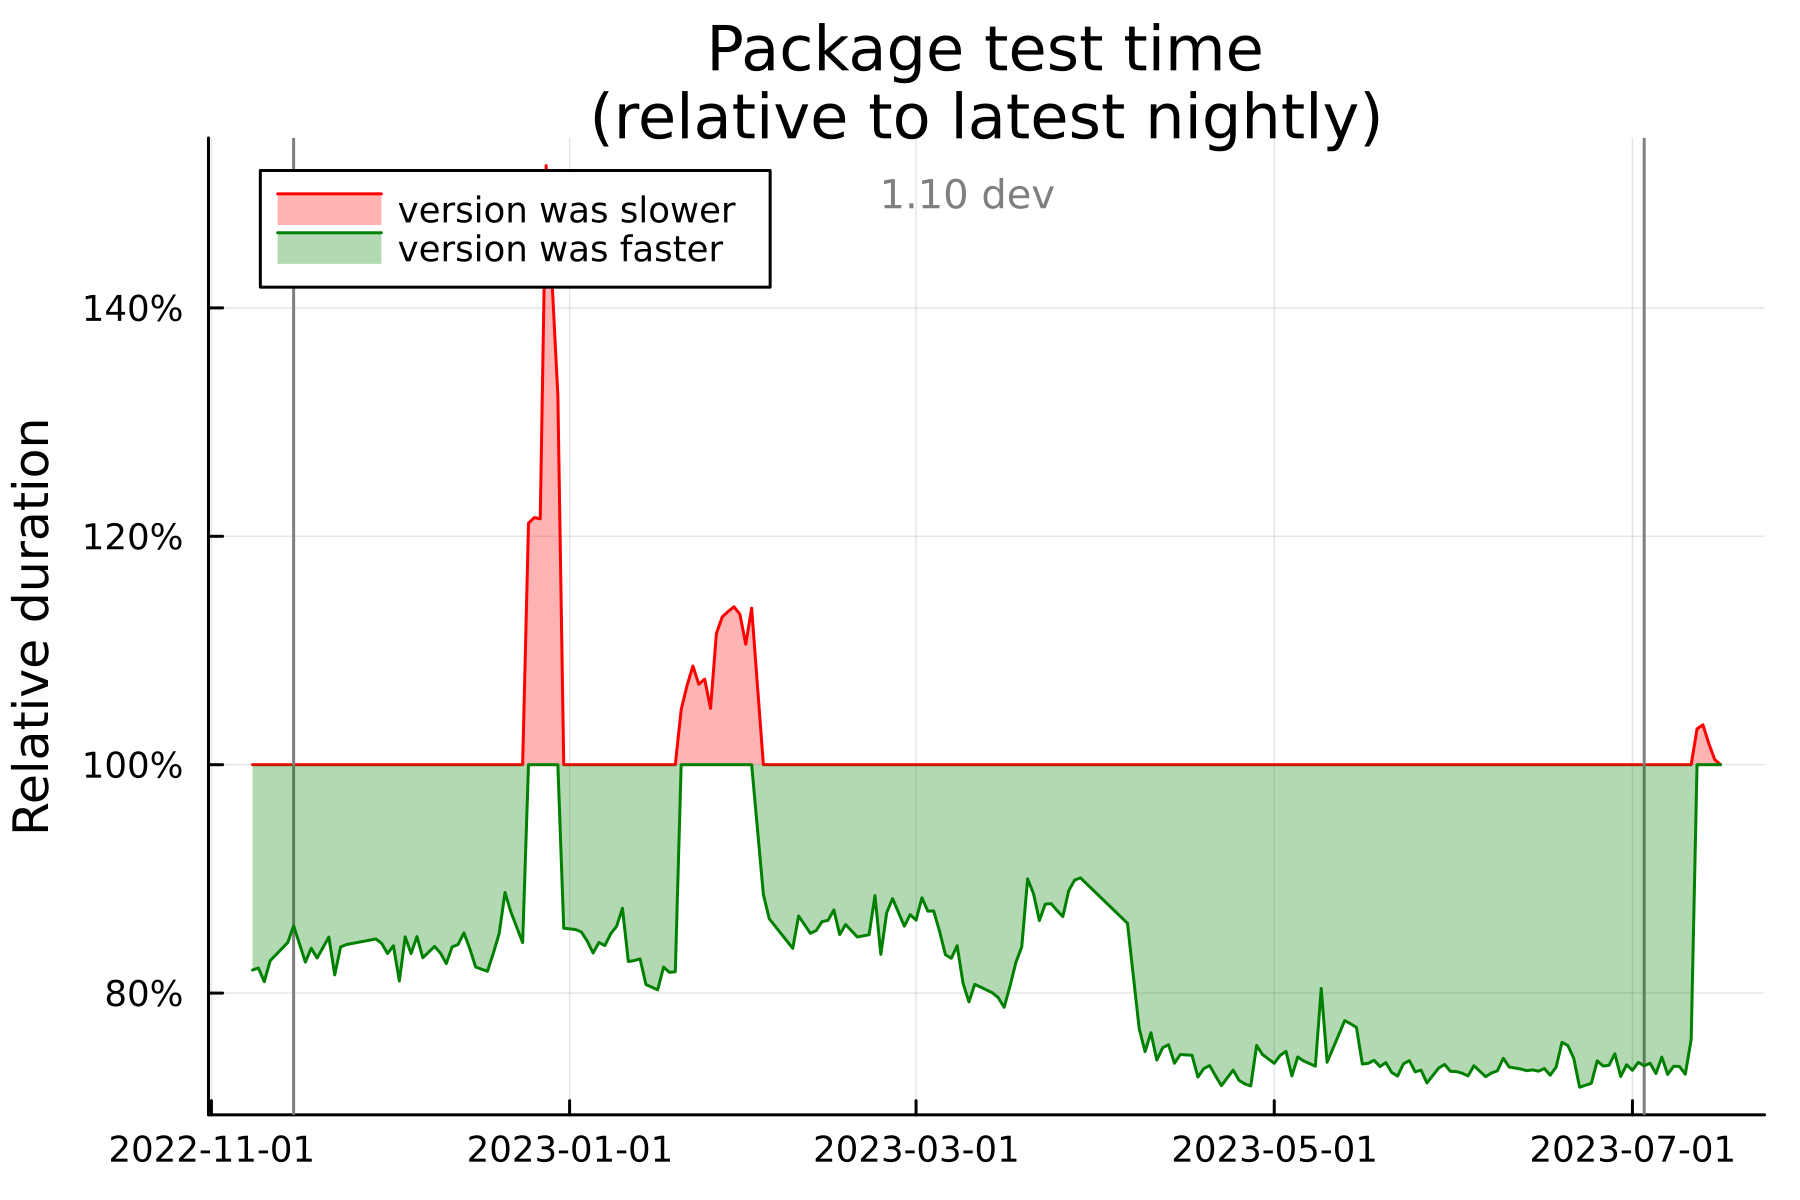 Package test time
(relative to latest nightly)
version was slower
version was faster
1.10 dev
140%
120%
100%
80%
Relative duration
2022-11-01
2023-01-01
2023-03-01
2023-05-01
2023-07-01